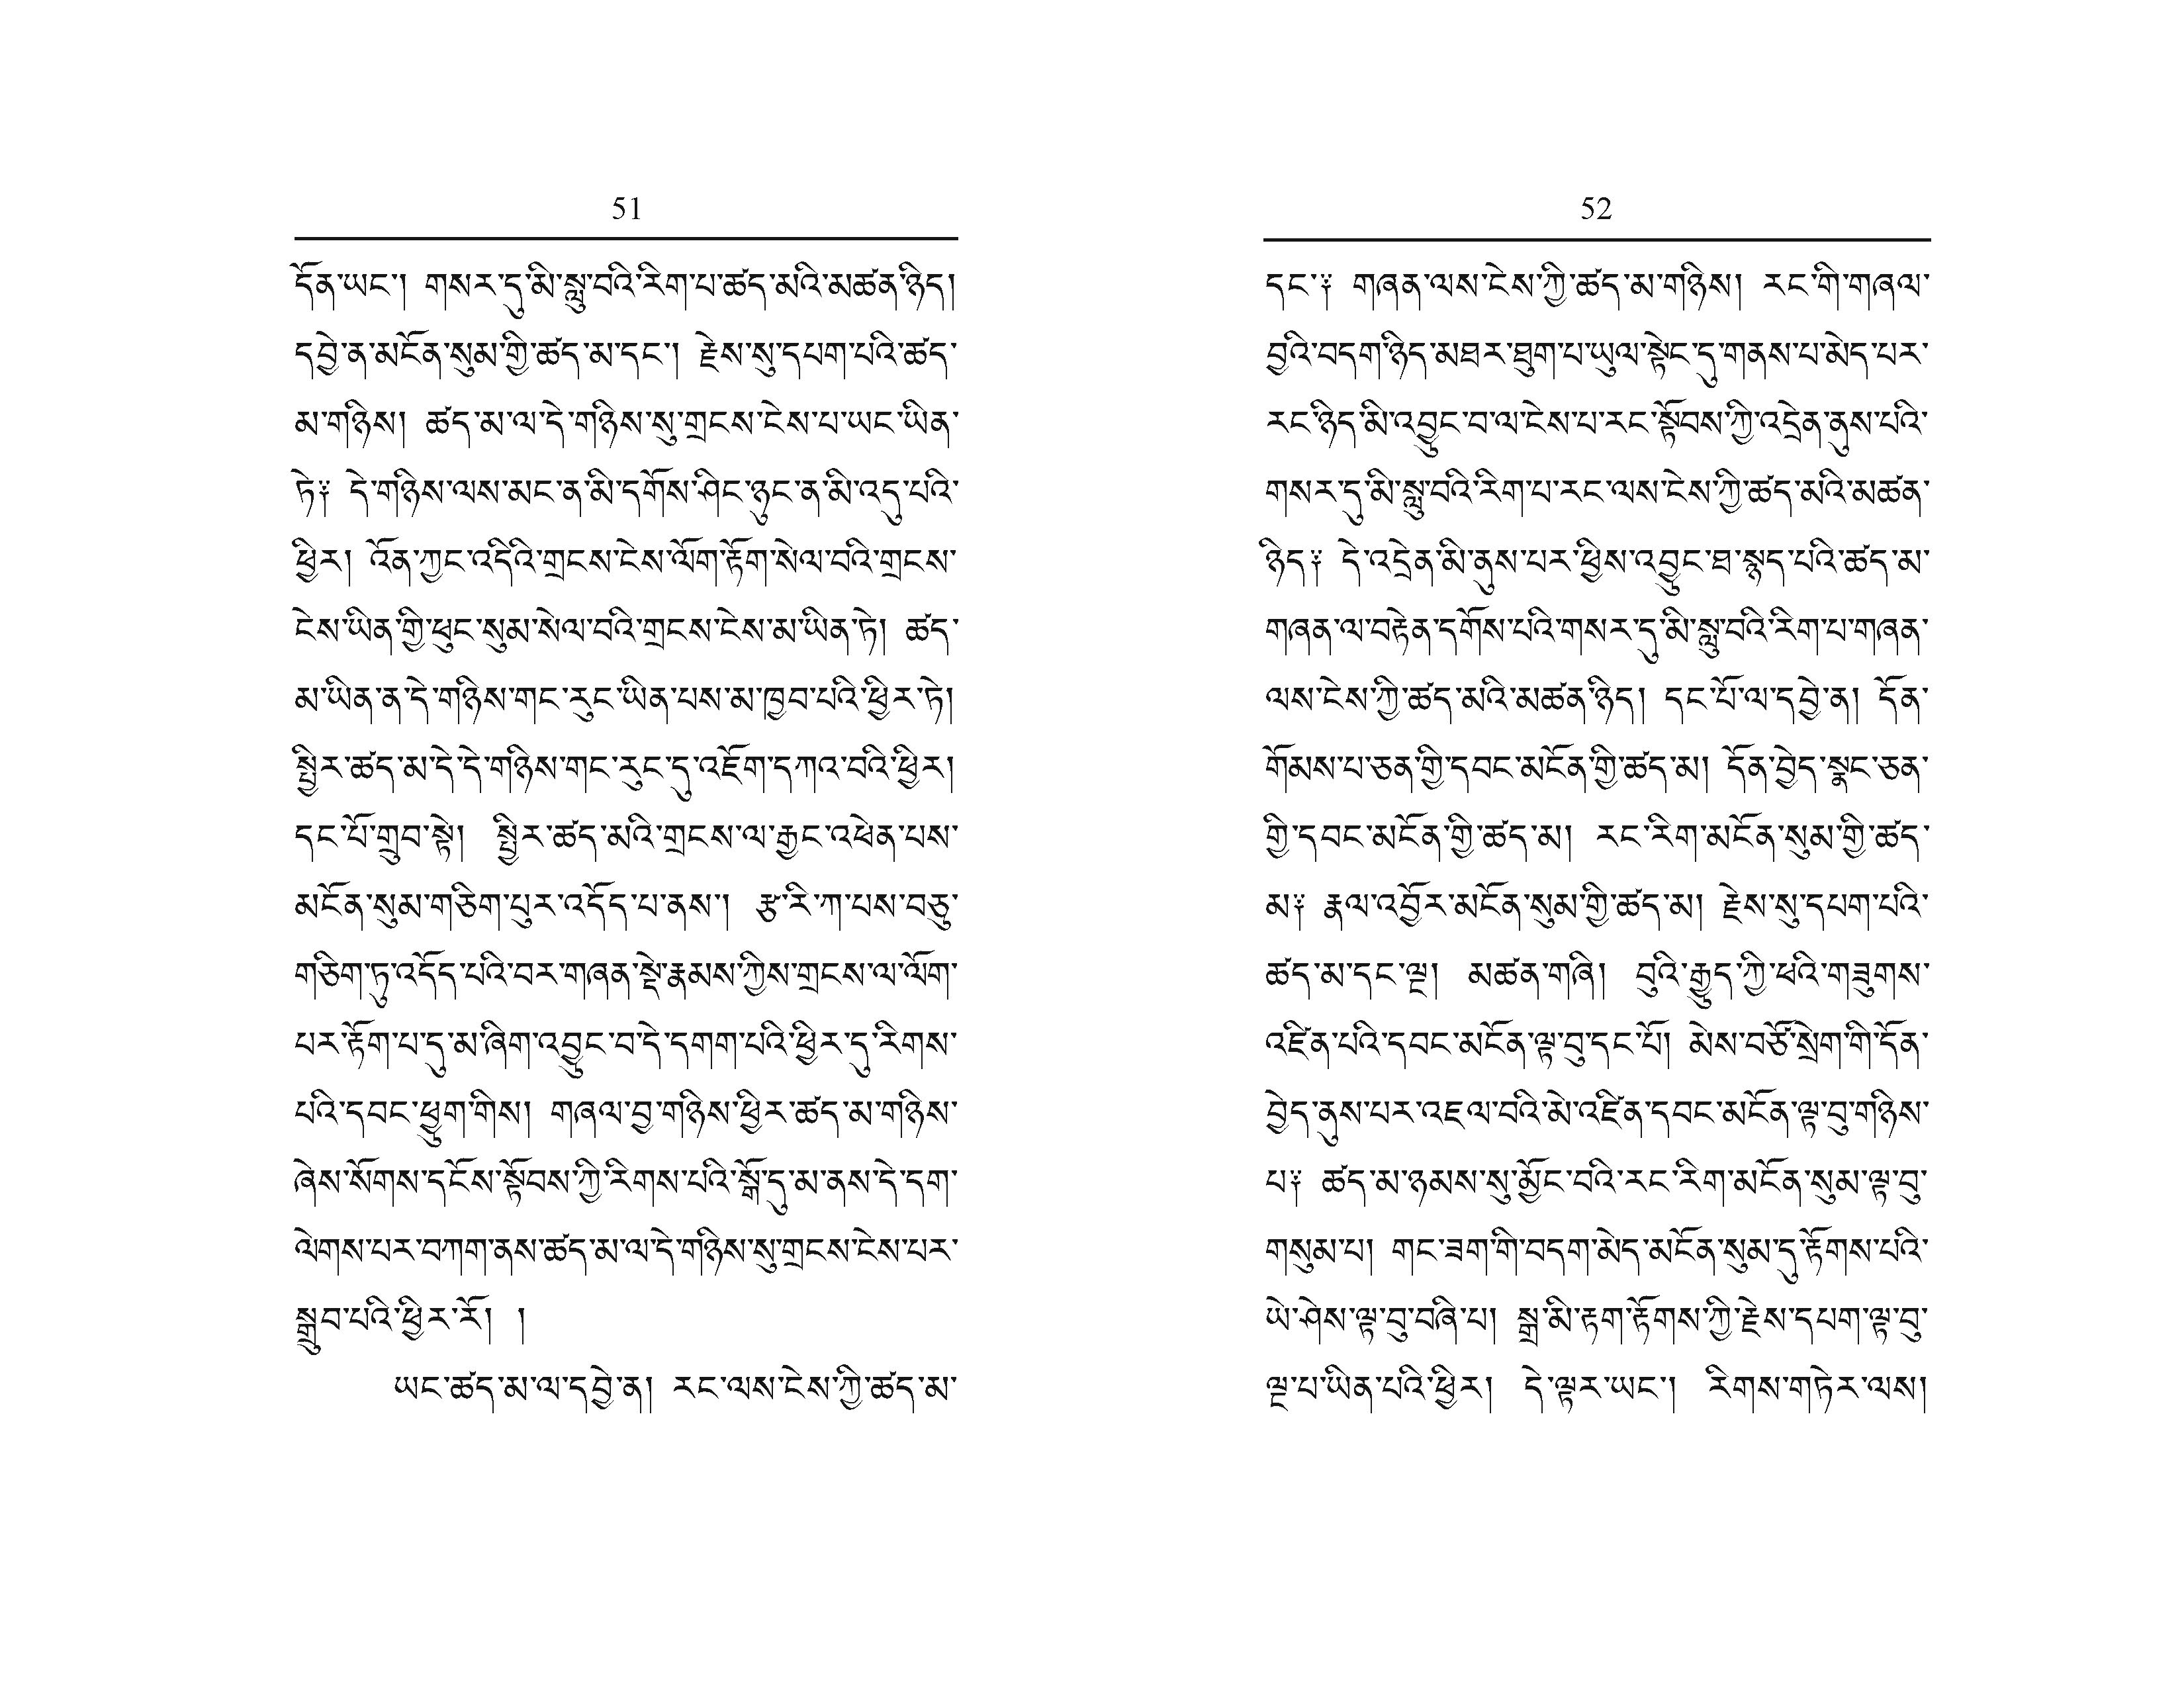 51
དོན་ཡང་། གསར་དུ་མི་སླུ་བའི་རིག་པ་ཚད་མའི་མཚན་ཉིད།
དབྱེ་ན་མངོན་སུམ་གྱི་ཚད་མ་དང་། རྗེས་སུ་དཔག་པའི་ཚད་
མ་གཉིས། ཚད་མ་ལ་དེ་གཉིས་སུ་གྲངས་ངེས་པ་ཡང་ཡིན་
ཏེ༑ དེ་གཉིས་ལས་མང་ན་མི་དགོས་ཤིང་ཉུང་ན་མི་འདུ་པའི་
ཕྱིར། འོན་ཀྱང་འདིའི་གྲངས་ངེས་ལོག་རྟོག་སེལ་བའི་གྲངས་
ངེས་ཡིན་གྱི་ཕུང་སུམ་སེལ་བའི་གྲངས་ངེས་མ་ཡིན་ཏེ། ཚད་
མ་ཡིན་ན་དེ་གཉིས་གང་རུང་ཡིན་པས་མ་ཁྱབ་པའི་ཕྱིར་ཏེ།
སྤྱིར་ཚད་མ་དེ་དེ་གཉིས་གང་རུང་དུ་འཇོག་དཀའ་བའི་ཕྱིར།
དང་པོ་གྲུབ་སྟེ། སྤྱིར་ཚད་མའི་གྲངས་ལ་རྒྱང་འཕེན་པས་
མངོན་སུམ་གཅིག་པུར་འདོད་པ་ནས་། ཙ་རི་ཀ་པས་བཅུ་
གཅིག་ཏུ་འདོད་པའི་བར་གཞན་སྡེ་རྣམས་ཀྱིས་གྲངས་ལ་ལོག་
པར་རྟོག་པ་དུ་མ་ཞིག་འབྱུང་བ་དེ་དགག་པའི་ཕྱིར་དུ་རིགས་
པའི་དབང་ཕྱུག་གིས། གཞལ་བྱ་གཉིས་ཕྱིར་ཚད་མ་གཉིས་
ཞེས་སོགས་དངོས་སྟོབས་ཀྱི་རིགས་པའི་སྒོ་དུ་མ་ནས་དེ་དག་
ལེགས་པར་བཀག་ནས་ཚད་མ་ལ་དེ་གཉིས་སུ་གྲངས་ངེས་པར་
སྒྲུབ་པའི་ཕྱིར་རོ། །
ཡང་ཚད་མ་ལ་དབྱེ་ན། རང་ལས་ངེས་ཀྱི་ཚད་མ་
52
དང་༑ གཞན་ལས་ངེས་ཀྱི་ཚད་མ་གཉིས། རང་གི་གཞལ་
བྱའི་བདག་ཉིད་མཐར་ཐུག་པ་ཡུལ་སྟེང་དུ་གནས་པ་མེད་པར་
རང་ཉིད་མི་འབྱུང་བ་ལ་ངེས་པ་རང་སྟོབས་ཀྱི་འདྲེན་ནུས་པའི་
གསར་དུ་མི་སླུ་བའི་རིག་པ་རང་ལས་ངེས་ཀྱི་ཚད་མའི་མཚན་
ཉིད༑ དེ་འདྲེན་མི་ནུས་པར་ཕྱིས་འབྱུང་ཐ་སྙད་པའི་ཚད་མ་
གཞན་ལ་བརྟེན་དགོས་པའི་གསར་དུ་མི་སླུ་བའི་རིག་པ་གཞན་
ལས་ངེས་ཀྱི་ཚད་མའི་མཚན་ཉིད། དང་པོ་ལ་དབྱེ་ན། དོན་
གོམས་པ་ཅན་གྱི་དབང་མངོན་གྱི་ཚད་མ། དོན་བྱེད་སྣང་ཅན་
གྱི་དབང་མངོན་གྱི་ཚད་མ། རང་རིག་མངོན་སུམ་གྱི་ཚད་
མ༑ རྣལ་འབྱོར་མངོན་སུམ་གྱི་ཚད་མ། རྗེས་སུ་དཔག་པའི་
ཚད་མ་དང་ལྔ། མཚན་གཞི། བུའི་རྒྱུད་ཀྱི་ཕའི་གཟུགས་
འཛིན་པའི་དབང་མངོན་ལྟ་བུ་དང་པོ། མེས་བཙོ་སྲེག་གི་དོན་
བྱེད་ནུས་པར་འཇལ་བའི་མེ་འཛིན་དབང་མངོན་ལྟ་བུ་གཉིས་
པ༑ ཚད་མ་ཉམས་སུ་མྱོང་བའི་རང་རིག་མངོན་སུམ་ལྟ་བུ་
གསུམ་པ། གང་ཟག་གི་བདག་མེད་མངོན་སུམ་དུ་རྟོགས་པའི་
ཡེ་ཤེས་ལྟ་བུ་བཞི་པ། སྒྲ་མི་རྟག་རྟོགས་ཀྱི་རྗེས་དཔག་ལྟ་བུ་
ལྔ་པ་ཡིན་པའི་ཕྱིར། དེ་ལྟར་ཡང་། རིགས་གཏེར་ལས།